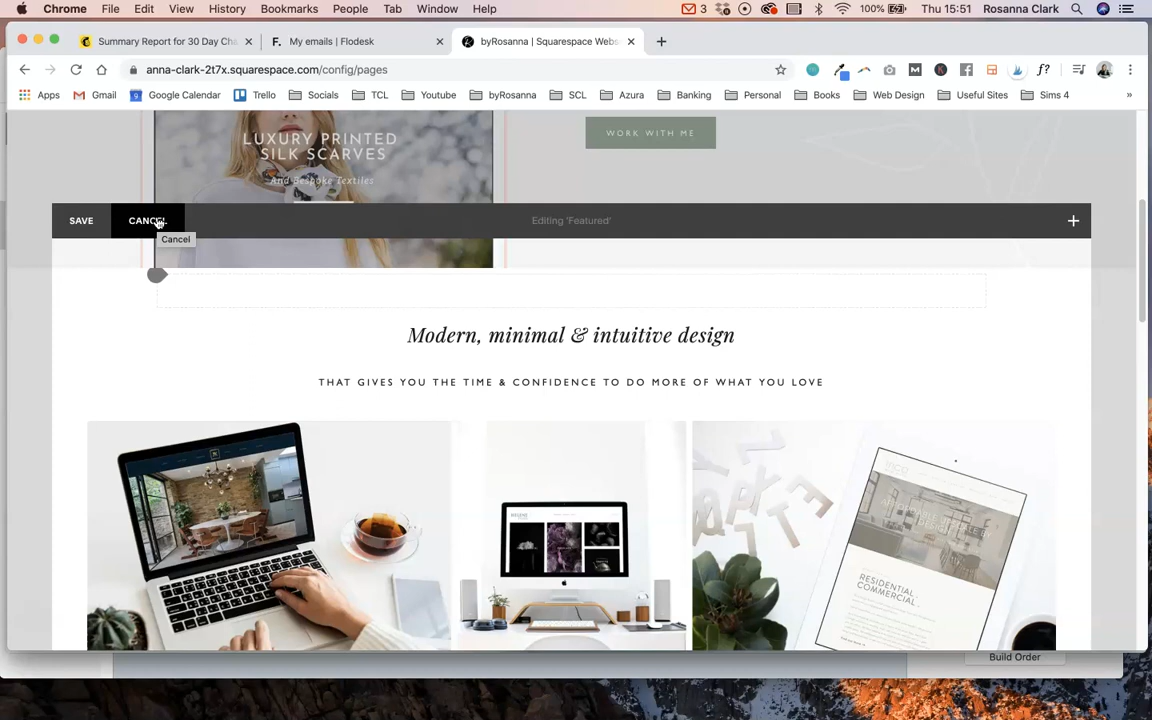 Chrome File Edit View History Bookmarks People Tab Window Help 3 100% Thu 15:51 Rosanna Clark
Summary Report for 30 Day Cha
My emails | Flodesk
byRosanna | Squarespace Webs
anna-clark-2t7x.squarespace.com/config/pages
Apps Gmail Google Calendar Trello Socials TCL Youtube byRosanna SCL Azura Banking Personal Books Web Design Useful Sites Sims 4 »
LUXURY PRINTED
SILK SCARVES
And Bespoke Textiles
WORK WITH ME
SAVE CANCEL Editing 'Featured'
Cancel
Modern, minimal & intuitive design
THAT GIVES YOU THE TIME & CONFIDENCE TO DO MORE OF WHAT YOU LOVE
RESIDENTIAL
COMMERCIAL
Build Order